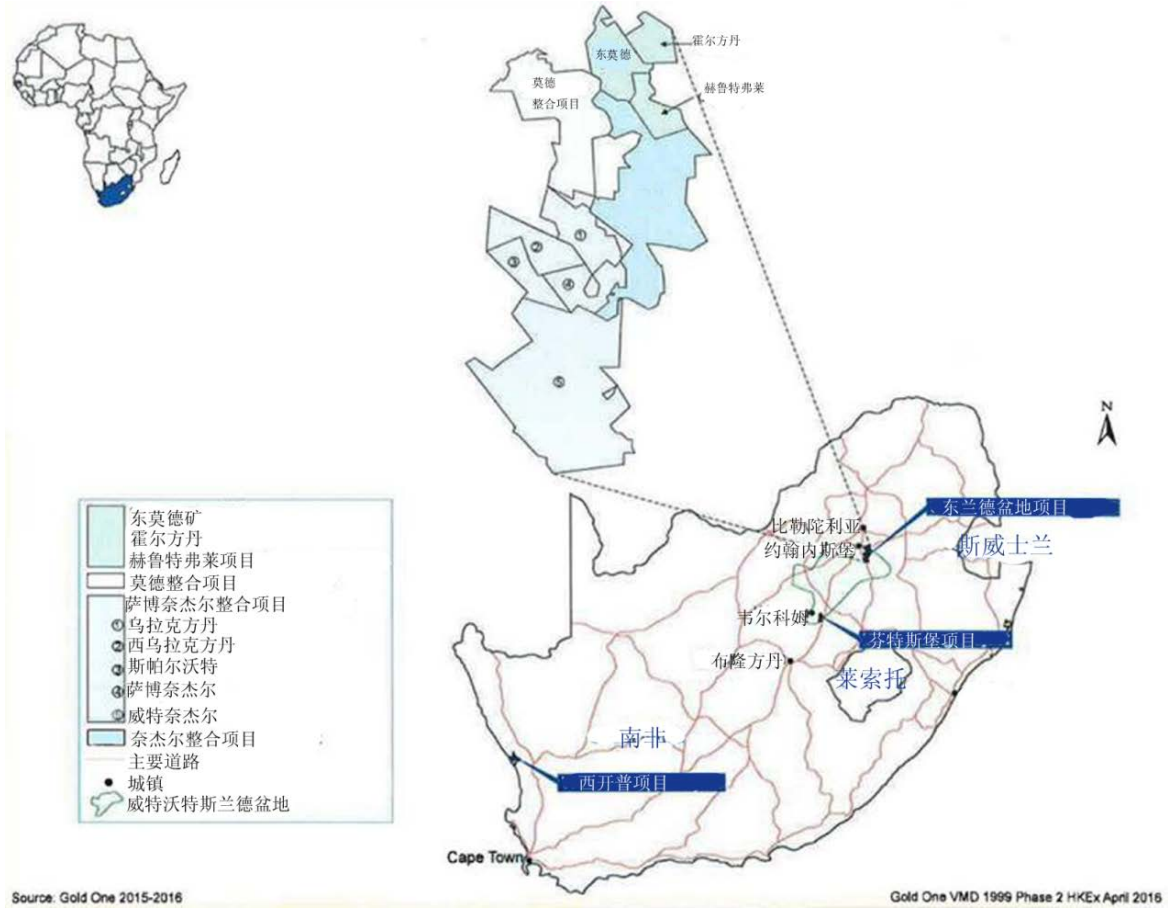 霍尔方丹
东莫德
莫德
整合项目
赫鲁特弗莱
①
②
③
④
⑤
N
东莫德矿
霍尔方丹
赫鲁特弗莱项目
莫德整合项目
萨博奈杰尔整合项目
①乌拉克方丹
②西乌拉克方丹
③斯帕尔沃特
④萨博奈杰尔
⑤威特奈杰尔
奈杰尔整合项目
主要道路
城镇
威特沃特斯兰德盆地
东兰德盆地项目
比勒陀利亚
约翰内斯堡
斯威士兰
韦尔科姆
芬特斯堡项目
布隆方丹
莱索托
南非
西开普项目
Cape Town
Source: Gold One 2015-2016
Gold One VMD 1999 Phase 2 HKEx April 2016